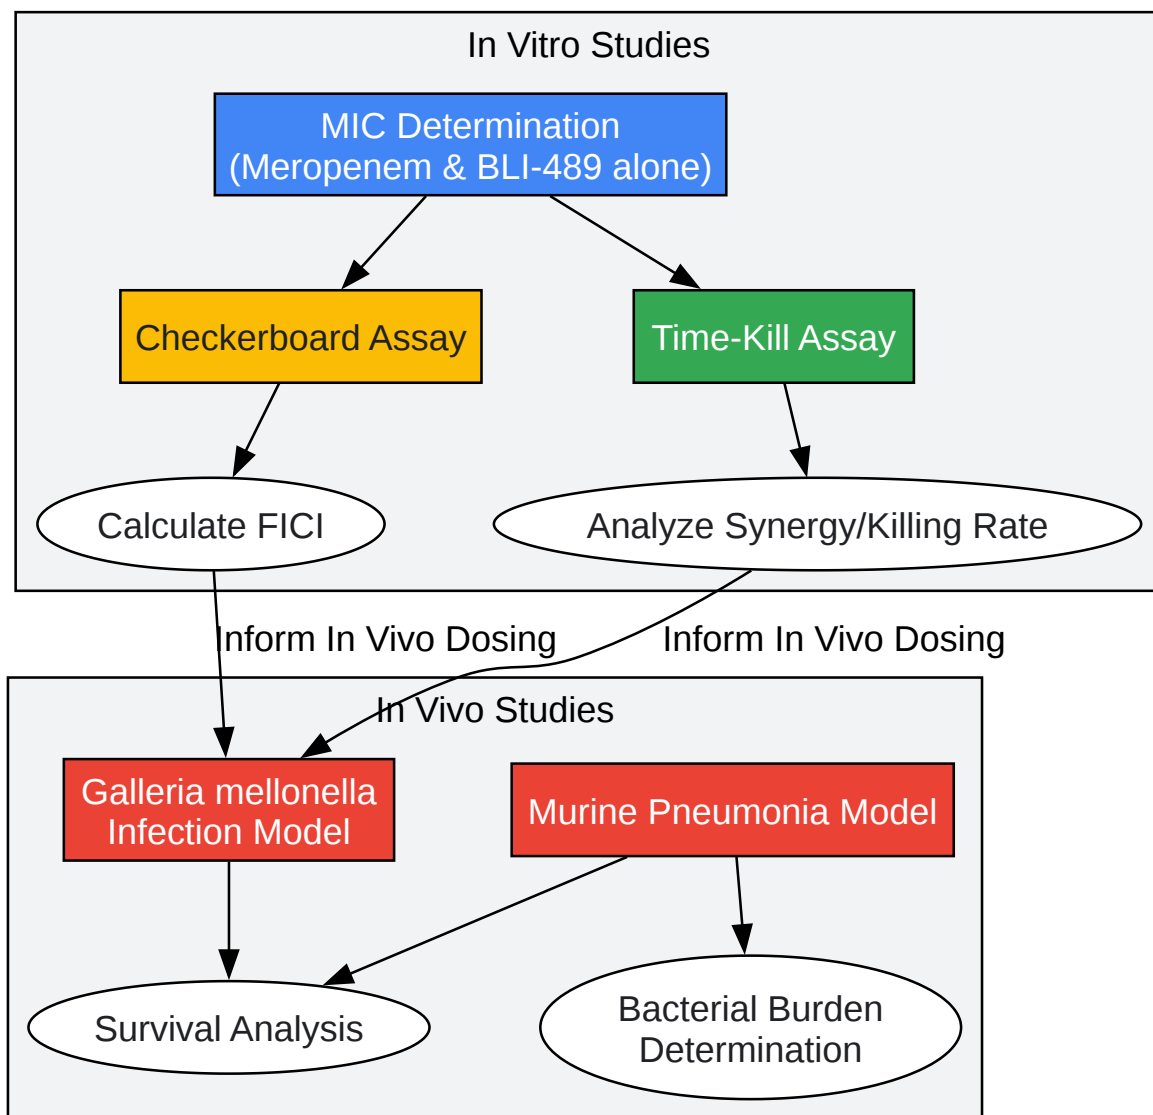 In Vitro Studies
MIC Determination
(Meropenem & BLI-489 alone)
Checkerboard Assay
Time-Kill Assay
Calculate FICI
Analyze Synergy/Killing Rate
Inform In Vivo Dosing
Inform In Vivo Dosing
In Vivo Studies
Galleria mellonella
Infection Model
Murine Pneumonia Model
Survival Analysis
Bacterial Burden
Determination